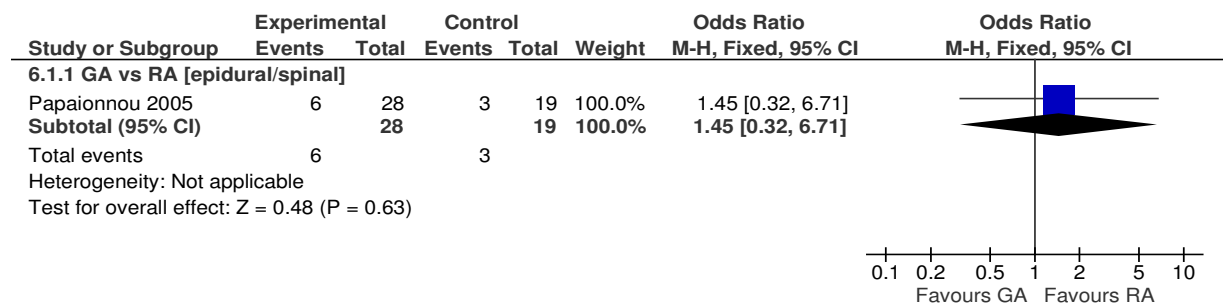 Experimental Control Odds Ratio Odds Ratio
Study or Subgroup Events Total Events Total Weight M-H, Fixed, 95% CI M-H, Fixed, 95% CI
6.1.1 GA vs RA [epidural/spinal]
Papaionnou 2005 6 28 3 19 100.0% 1.45 [0.32, 6.71]
Subtotal (95% CI) 28 19 100.0% 1.45 [0.32, 6.71]
Total events 6 3
Heterogeneity: Not applicable
Test for overall effect: Z = 0.48 (P = 0.63)
0.1 0.2 0.5 1 2 5 10
Favours GA Favours RA